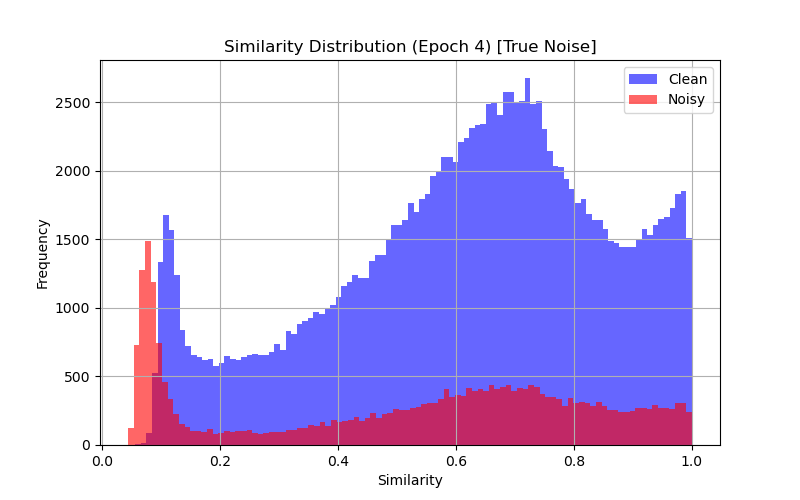 Similarity Distribution (Epoch 4) [True Noise]
Clean
Noisy
Frequency
2500
2000
1500
1000
500
0
0.0 0.2 0.4 0.6 0.8 1.0
Similarity